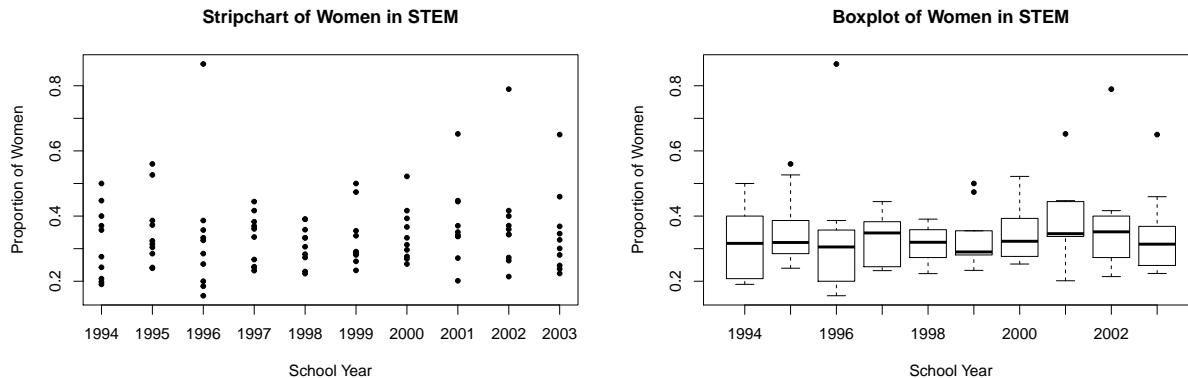 Stripchart of Women in STEM
Proportion of Women
0.8
0.6
0.4
0.2
1994 1995 1996 1997 1998 1999 2000 2001 2002 2003
School Year
Boxplot of Women in STEM
Proportion of Women
0.8
0.6
0.4
0.2
1994 1996 1998 2000 2002
School Year